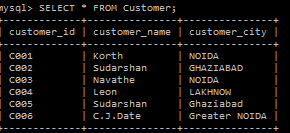 mysql> SELECT * FROM Customer;
+-------------+---------------+---------------+
| customer_id | customer_name | customer_city |
+-------------+---------------+---------------+
| C001        | Korth         | NOIDA         |
| C002        | Sudarshan     | GHAZIABAD     |
| C003        | Navathe       | NOIDA         |
| C004        | Leon          | LAKHNOW       |
| C005        | Sudarshan     | Ghaziabad     |
| C006        | C.J.Date      | Greater NOIDA |
+-------------+---------------+---------------+